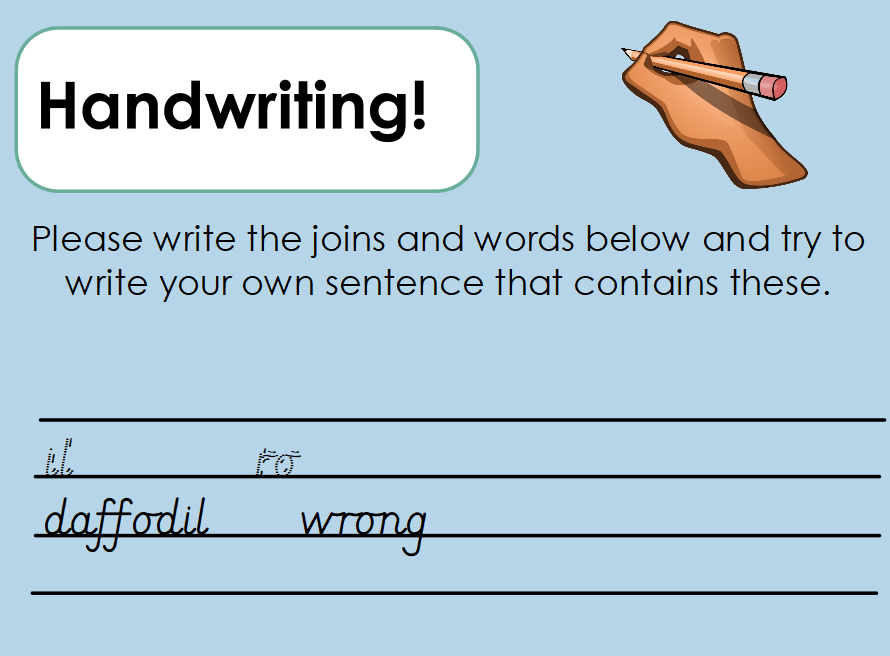 Handwriting!
Please write the joins and words below and try to
write your own sentence that contains these.
il ro
daffodil wrong